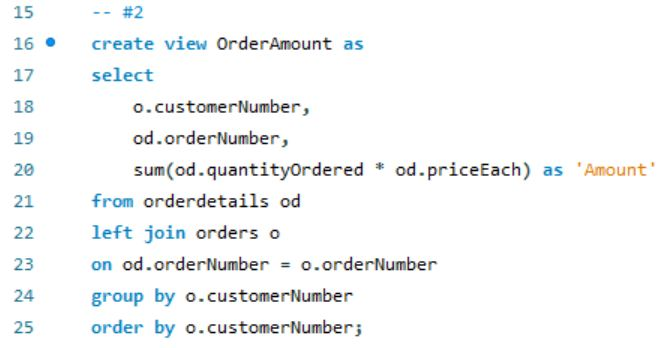 15 -- #2
16 create view OrderAmount as
17 select
18 o.customerNumber,
19 od.orderNumber,
20 sum(od.quantityOrdered * od.priceEach) as 'Amount'
21 from orderdetails od
22 left join orders o
23 on od.orderNumber = o.orderNumber
24 group by o.customerNumber
25 order by o.customerNumber;